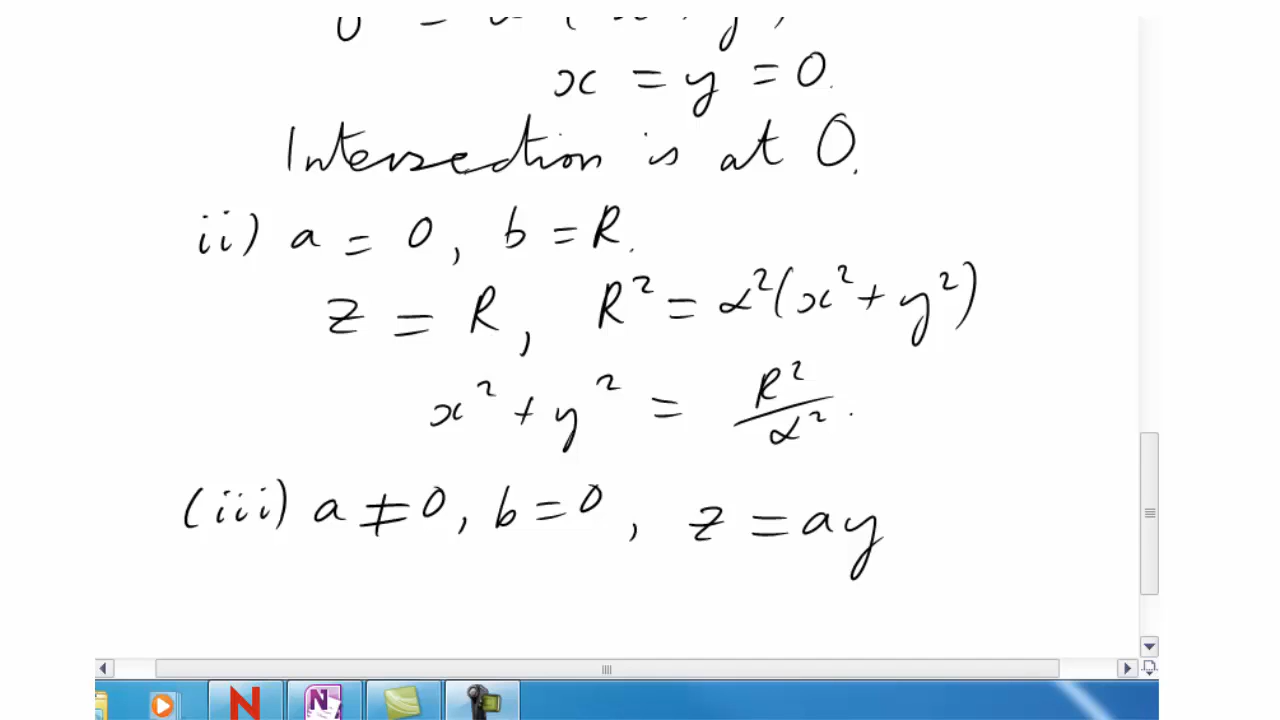 x = y = 0.
Intersection is at O.
ii) a = 0, b = R.
z = R, R² = α²(x² + y²)
x² + y² = R²/α².
(iii) a ≠ 0, b = 0, z = ay
N N